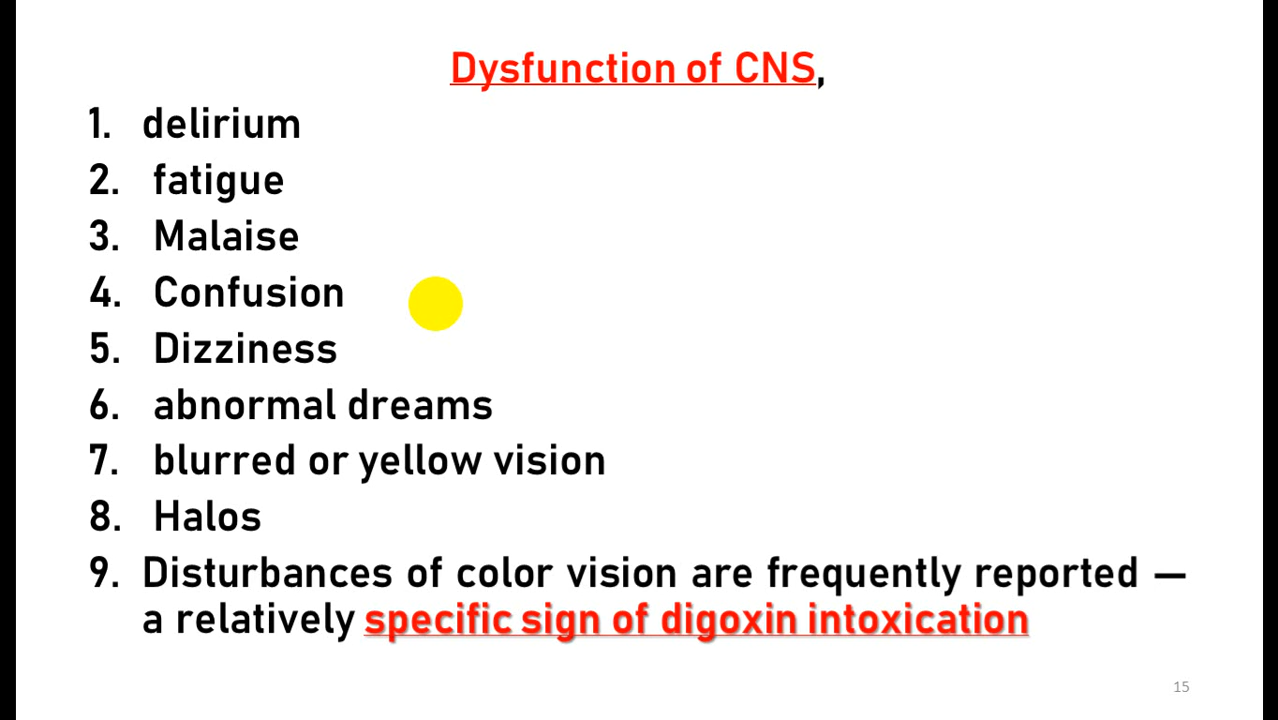 Dysfunction of CNS,
1. delirium
2. fatigue
3. Malaise
4. Confusion
5. Dizziness
6. abnormal dreams
7. blurred or yellow vision
8. Halos
9. Disturbances of color vision are frequently reported —
a relatively specific sign of digoxin intoxication
15